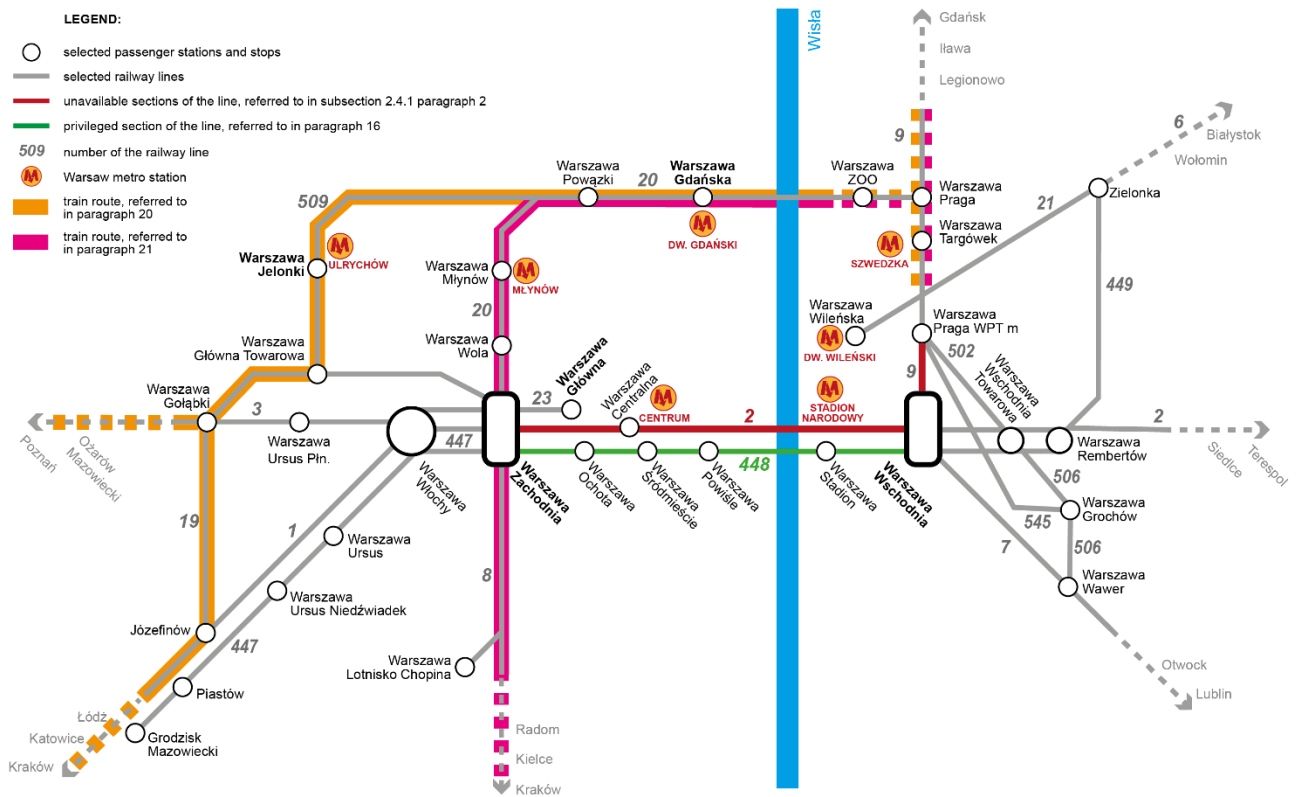 LEGEND:
selected passenger stations and stops
selected railway lines
unavailable sections of the line, referred to in subsection 2.4.1 paragraph 2
privileged section of the line, referred to in paragraph 16
509
number of the railway line
Warsaw metro station
train route, referred to
in paragraph 20
train route, referred to
in paragraph 21
Wisła
Gdańsk
Iława
Legionowo
9
6
Białystok
Wołomin
Warszawa
Powązki
20
Warszawa
Gdańska
DW. GDAŃSKI
Warszawa
ZOO
Warszawa
Praga
Warszawa
Targówek
SZWEDZKA
21
Zielonka
449
509
Warszawa
Jelonki
ULRYCHÓW
Warszawa
Młynów
MŁYNÓW
20
Warszawa
Wola
Warszawa
Wileńska
DW. WILEŃSKI
Warszawa
Praga WPT m
502
9
Warszawa
Wschodnia
Towarowa
Warszawa
Główna Towarowa
Warszawa
Gołąbki
3
Warszawa
Ursus Płn.
447
Warszawa
Włochy
23
Warszawa
Główna
Warszawa
Centralna
CENTRUM
STADION
NARODOWY
2
2
Siedlce
Terespol
Poznań
Ożarów
Mazowiecki
Warszawa
Zachodnia
Warszawa
Ochota
Warszawa
Śródmieście
Warszawa
Powiśle
448
Warszawa
Stadion
Warszawa
Wschodnia
Warszawa
Rembertów
506
Warszawa
Grochów
545
506
7
Warszawa
Wawer
Otwock
Lublin
19
1
Warszawa
Ursus
Warszawa
Ursus Niedźwiadek
8
Józefinów
447
Piastów
Warszawa
Lotnisko Chopina
Łódź
Katowice
Kraków
Grodzisk
Mazowiecki
Radom
Kielce
Kraków